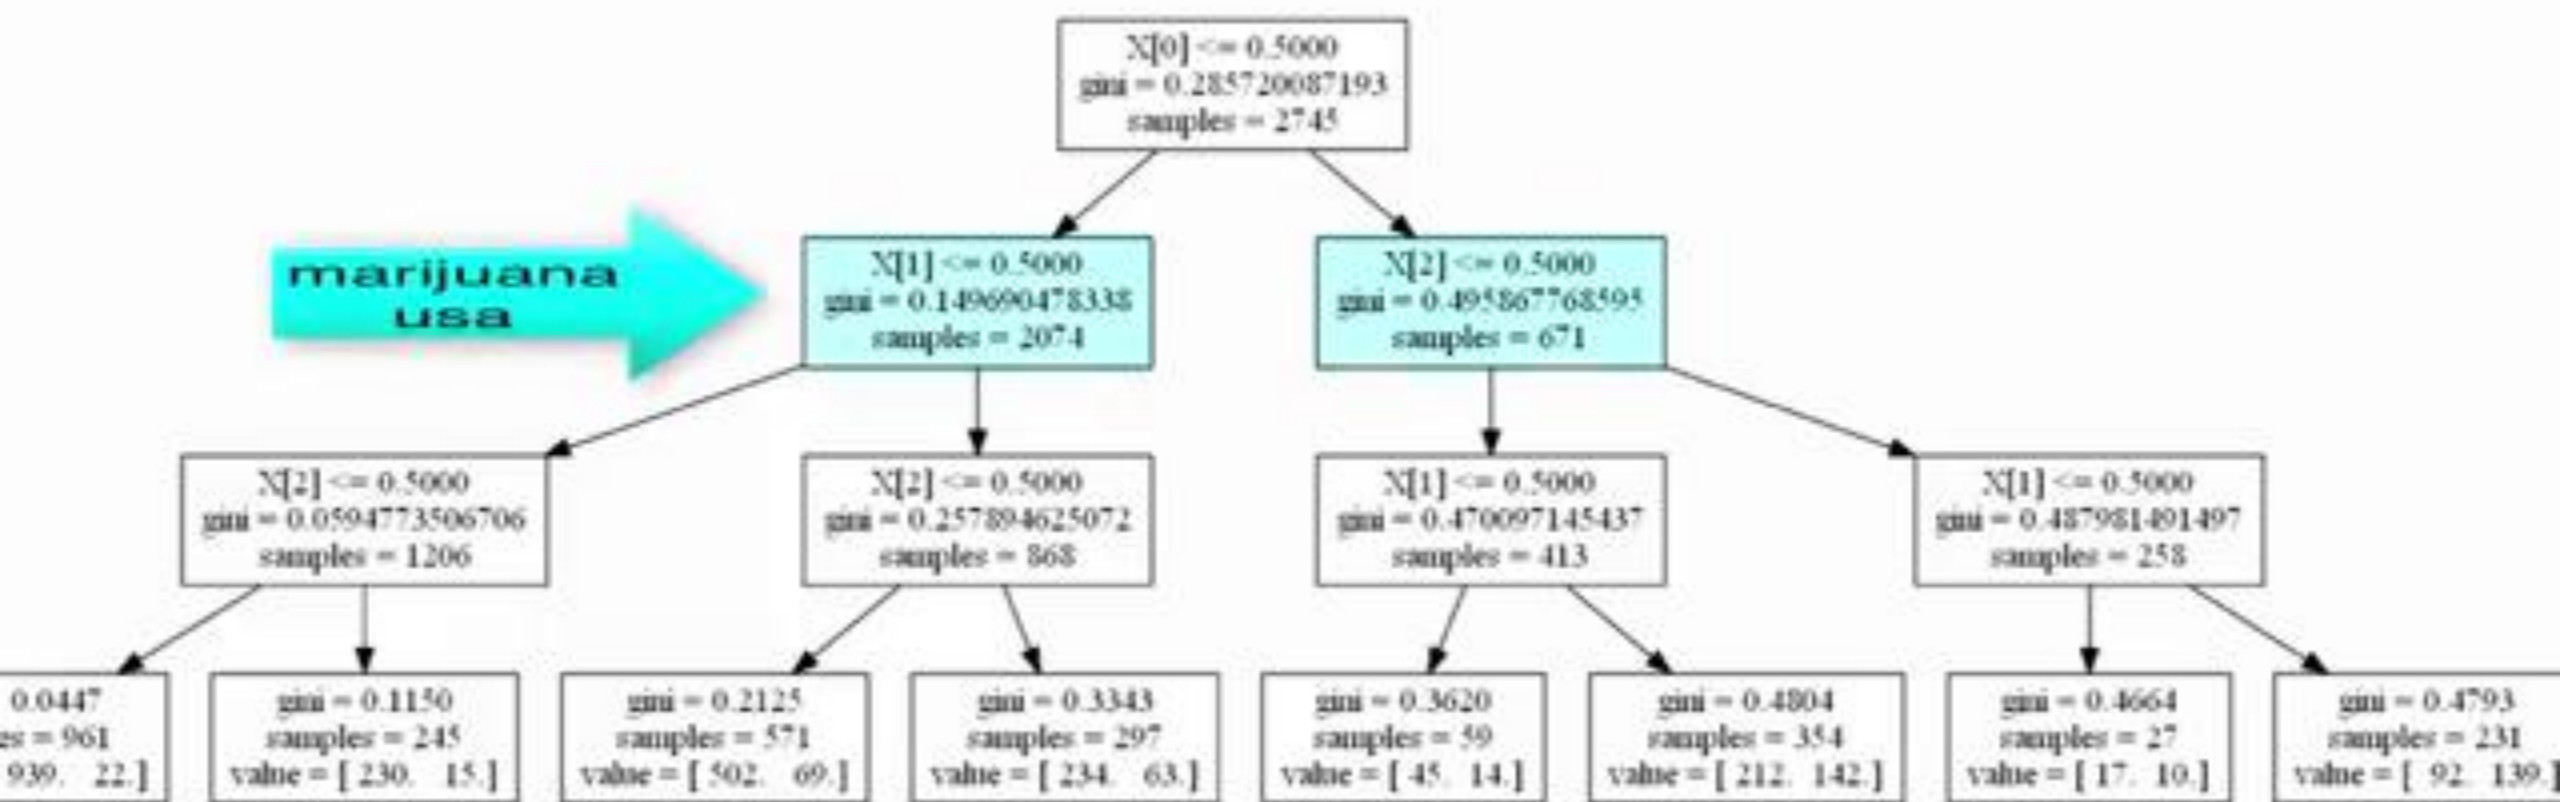 X[0] <= 0.5000
gini = 0.285720087193
samples = 2745
marijuana
usa
X[1] <= 0.5000
gini = 0.149690478338
samples = 2074
X[2] <= 0.5000
gini = 0.495867768595
samples = 671
X[2] <= 0.5000
gini = 0.0594773506706
samples = 1206
X[2] <= 0.5000
gini = 0.257894625072
samples = 868
X[1] <= 0.5000
gini = 0.470097145437
samples = 413
X[1] <= 0.5000
gini = 0.487981491497
samples = 258
0.0447
es = 961
939. 22.]
gini = 0.1150
samples = 245
value = [ 230. 15.]
gini = 0.2125
samples = 571
value = [ 502. 69.]
gini = 0.3343
samples = 297
value = [ 234. 63.]
gini = 0.3620
samples = 59
value = [ 45. 14.]
gini = 0.4804
samples = 354
value = [ 212. 142.]
gini = 0.4664
samples = 27
value = [ 17. 10.]
gini = 0.4793
samples = 231
value = [ 92. 139.]